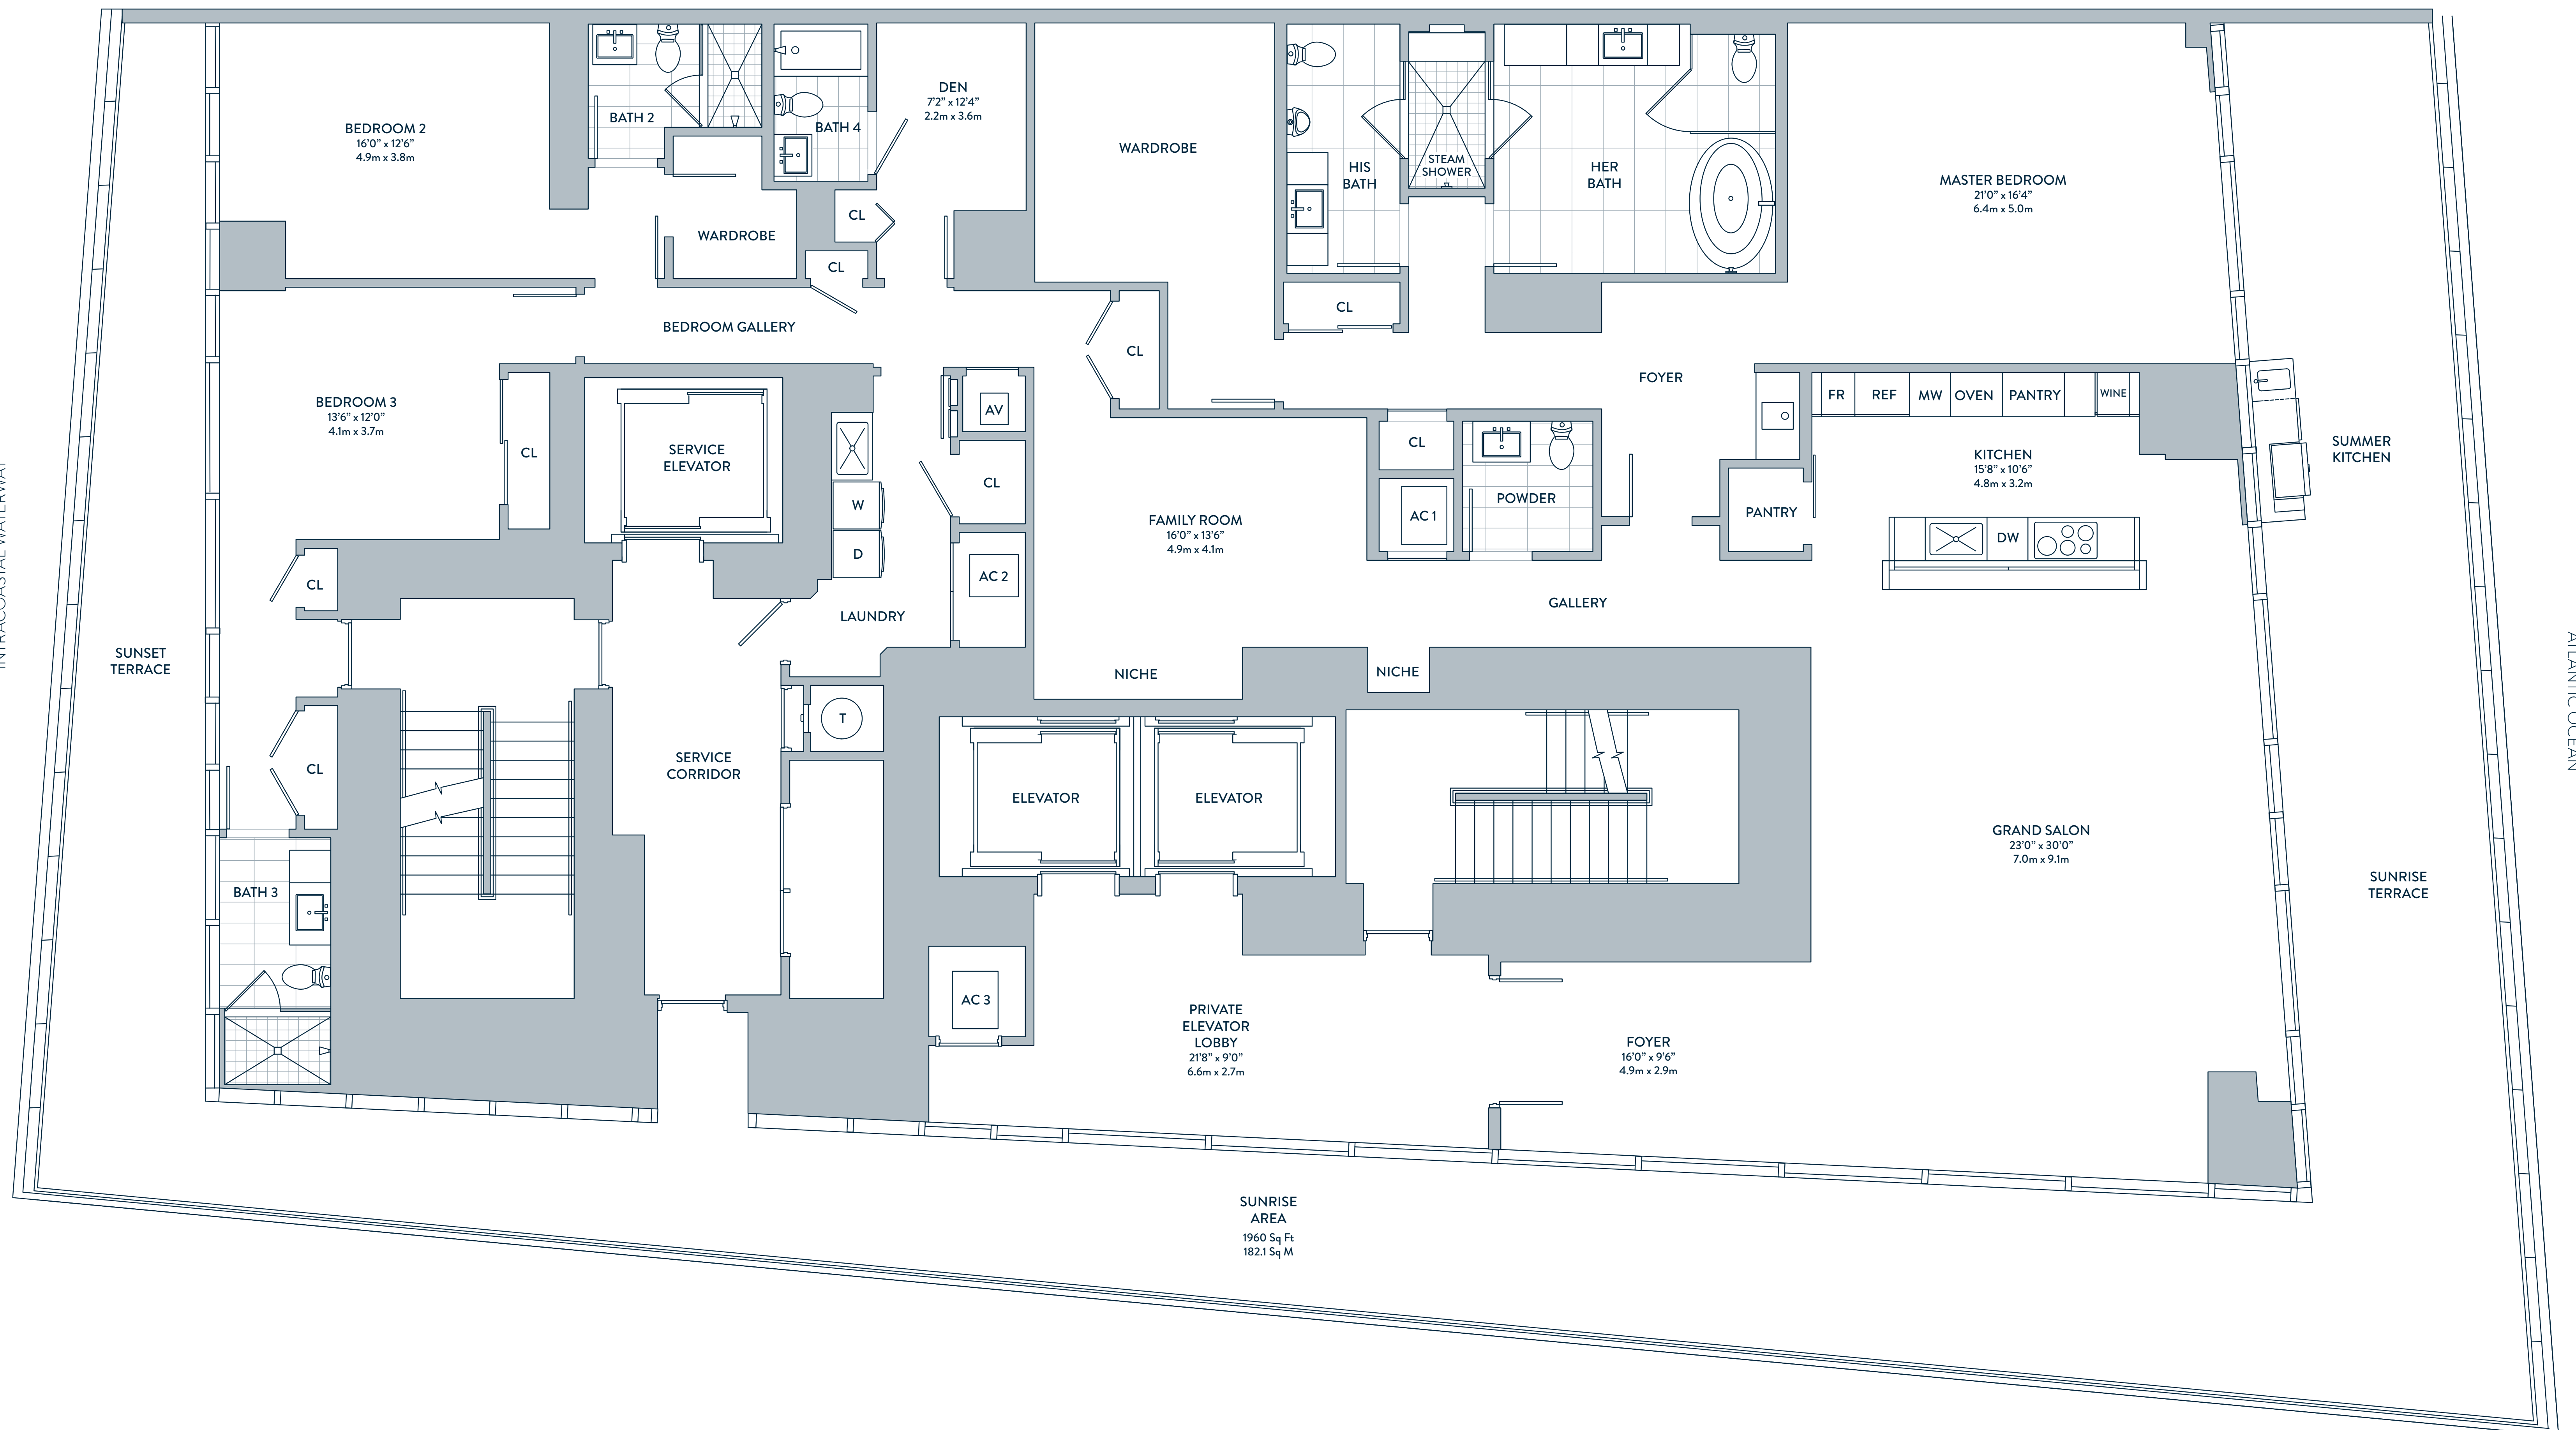 BEDROOM 2
16’0” x 12’6”
4.9m x 3.8m
BATH 2
WARDROBE
BATH 4
DEN
7’2” x 12’4”
2.2m x 3.6m
CL
CL
WARDROBE
HIS
BATH
STEAM
SHOWER
HER
BATH
CL
MASTER BEDROOM
21’0” x 16’4”
6.4m x 5.0m
BEDROOM GALLERY
CL
FOYER
BEDROOM 3
13’6” x 12’0”
4.1m x 3.7m
CL
SERVICE
ELEVATOR
W
D
AV
CL
AC 2
LAUNDRY
FAMILY ROOM
16’0” x 13’6”
4.9m x 4.1m
CL
AC 1
POWDER
PANTRY
FR
REF
MW
OVEN
PANTRY
WINE
KITCHEN
15’8” x 10’6”
4.8m x 3.2m
DW
SUMMER
KITCHEN
GALLERY
CL
SUNSET
TERRACE
INTRACOASTAL WATERWAY
ATLANTIC OCEAN
NICHE
NICHE
T
CL
SERVICE
CORRIDOR
ELEVATOR
ELEVATOR
GRAND SALON
23’0” x 30’0”
7.0m x 9.1m
SUNRISE
TERRACE
BATH 3
AC 3
PRIVATE
ELEVATOR
LOBBY
21’8” x 9’0”
6.6m x 2.7m
FOYER
16’0” x 9’6”
4.9m x 2.9m
SUNRISE
AREA
1960 Sq Ft
182.1 Sq M